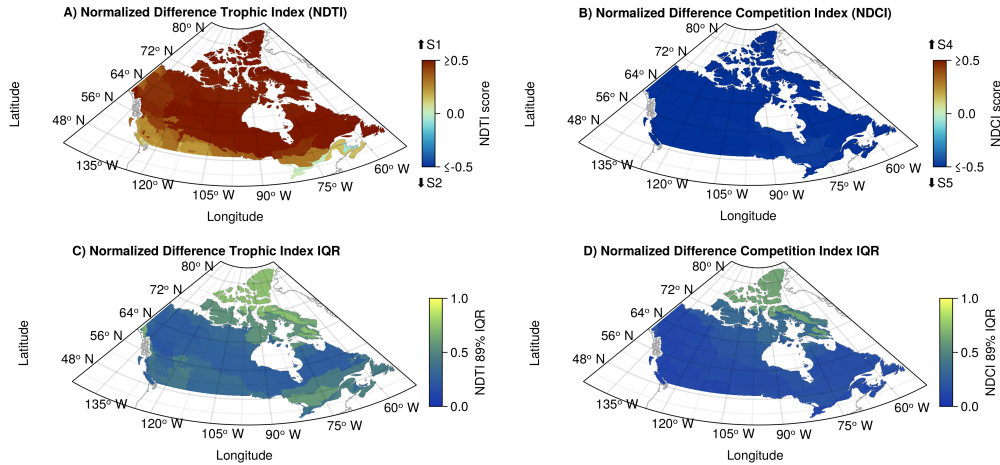 A) Normalized Difference Trophic Index (NDTI)
80° N
72° N
64° N
56° N
48° N
135° W
120° W
105° W
90° W
75° W
60° W
Latitude
Longitude
⬆S1
≥0.5
0.0
≤-0.5
⬇S2
NDTI score
B) Normalized Difference Competition Index (NDCI)
80° N
72° N
64° N
56° N
48° N
135° W
120° W
105° W
90° W
75° W
60° W
Latitude
Longitude
⬆S4
≥0.5
0.0
≤-0.5
⬇S5
NDCI score
C) Normalized Difference Trophic Index IQR
80° N
72° N
64° N
56° N
48° N
135° W
120° W
105° W
90° W
75° W
60° W
Latitude
Longitude
1.0
0.5
0.0
NDTI 89% IQR
D) Normalized Difference Competition Index IQR
80° N
72° N
64° N
56° N
48° N
135° W
120° W
105° W
90° W
75° W
60° W
Latitude
Longitude
1.0
0.5
0.0
NDCI 89% IQR